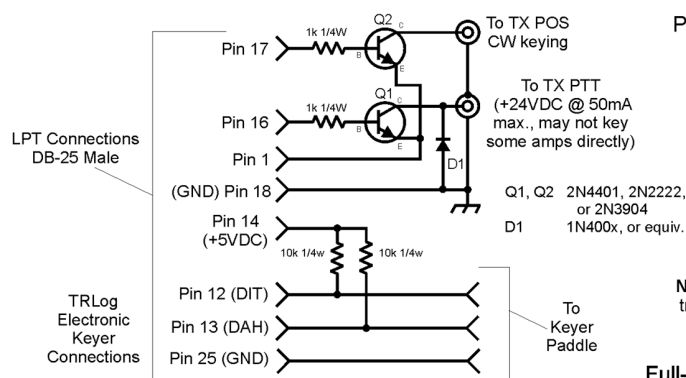 Q2
C
B
E
1k 1/4W
Pin 17
To TX POS
CW keying
P
Q1
C
B
E
1k 1/4W
Pin 16
To TX PTT
(+24VDC @ 50mA
max., may not key
some amps directly)
LPT Connections
DB-25 Male
Pin 1
D1
(GND) Pin 18
Q1, Q2 2N4401, 2N2222,
or 2N3904
D1 1N400x, or equiv.
Pin 14
(+5VDC)
10k 1/4w
10k 1/4w
Pin 12 (DIT)
TRLog
Electronic
Keyer
Connections
Pin 13 (DAH)
To
Keyer
Paddle
Pin 25 (GND)
N
tr
Full-